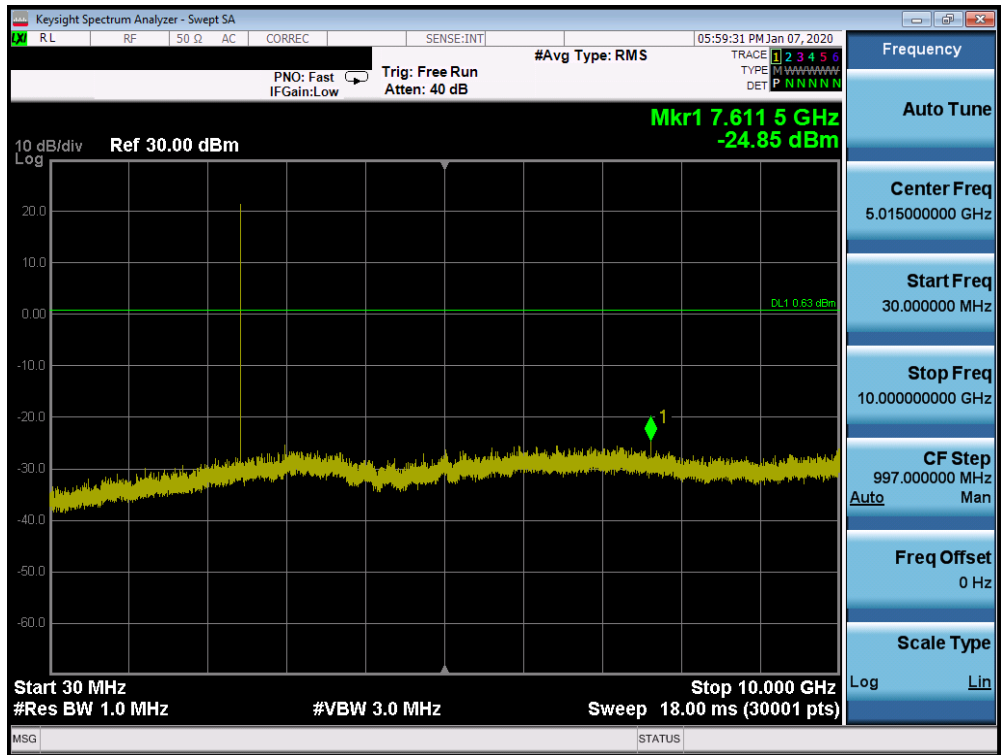 Keysight Spectrum Analyzer - Swept SA
LXI RL RF 50 Ω AC CORREC SENSE:INT 05:59:31 PM Jan 07, 2020
#Avg Type: RMS
TRACE 1 2 3 4 5 6
TYPE M WWWWW
DET P N N N N N
PNO: Fast
IFGain:Low
Trig: Free Run
Atten: 40 dB
Mkr1 7.611 5 GHz
-24.85 dBm
10 dB/div
Log
Ref 30.00 dBm
20.0
10.0
0.00
-10.0
-20.0
-30.0
-40.0
-50.0
-60.0
DL1 0.63 dBm
1
Start 30 MHz
#Res BW 1.0 MHz
#VBW 3.0 MHz
Stop 10.000 GHz
Sweep 18.00 ms (30001 pts)
MSG
STATUS
Frequency
Auto Tune
Center Freq
5.015000000 GHz
Start Freq
30.000000 MHz
Stop Freq
10.000000000 GHz
CF Step
997.000000 MHz
Auto Man
Freq Offset
0 Hz
Scale Type
Log Lin